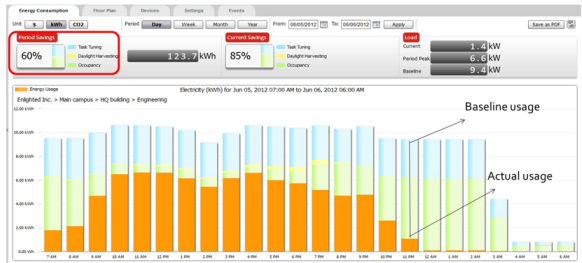 Energy Consumption Floor Plan Devices Settings Events
Unit $ kWh CO2 Period Day Week Month Year From: 06/05/2012 To: 06/06/2012 Apply Save as PDF
Period Savings Current Savings Load
60% Task Tuning Daylight Harvesting Occupancy
123.7 kWh
85% Task Tuning Daylight Harvesting Occupancy
Current 1.4 kW
Period Peak 6.6 kW
Baseline 9.4 kW
Energy Usage Electricity (kWh) for Jun 05, 2012 07:00 AM to Jun 06, 2012 06:00 AM
Enlighted Inc. > Main campus > HQ building > Engineering
Baseline usage
Actual usage
10.00 kWh
8.00 kWh
6.00 kWh
4.00 kWh
2.00 kWh
0.00 kWh
7 AM 8 AM 9 AM 10 AM 11 AM 12 PM 1 PM 2 PM 3 PM 4 PM 5 PM 6 PM 7 PM 8 PM 9 PM 10 PM 11 PM 12 AM 1 AM 2 AM 3 AM 4 AM 5 AM 6 AM